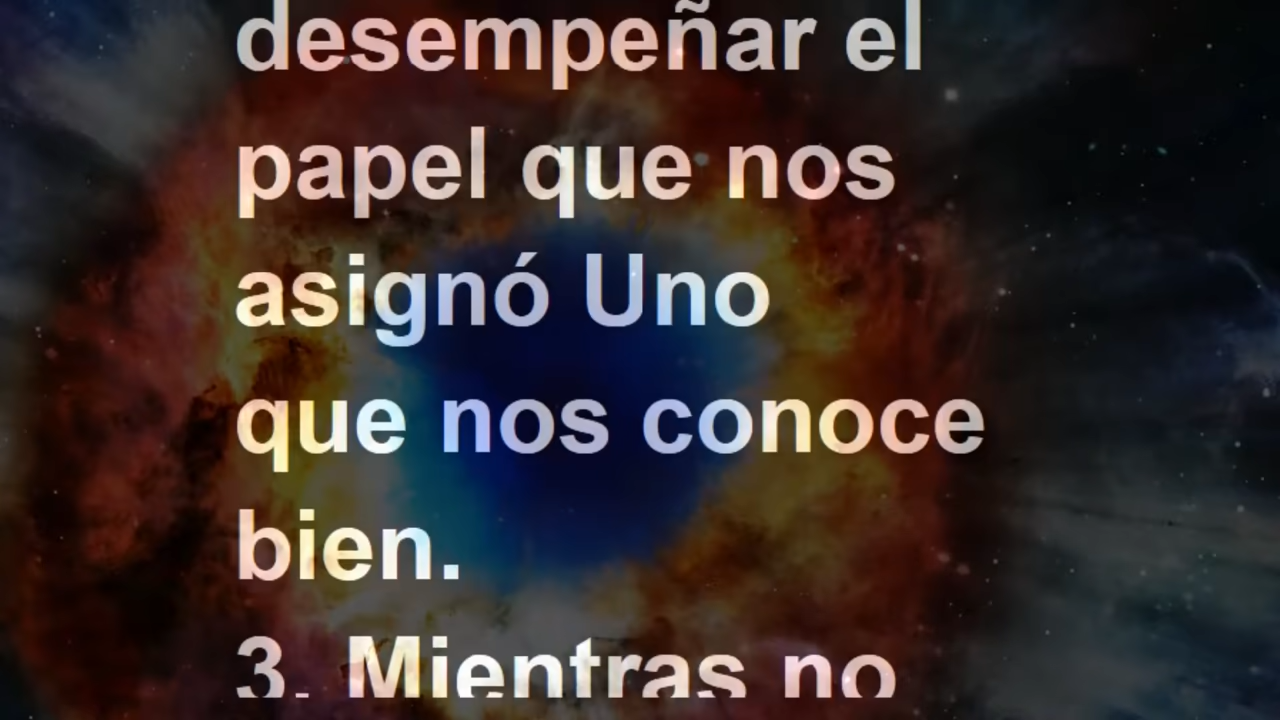 desempeñar el
papel que nos
asignó Uno
que nos conoce
bien.
3. Mientras no